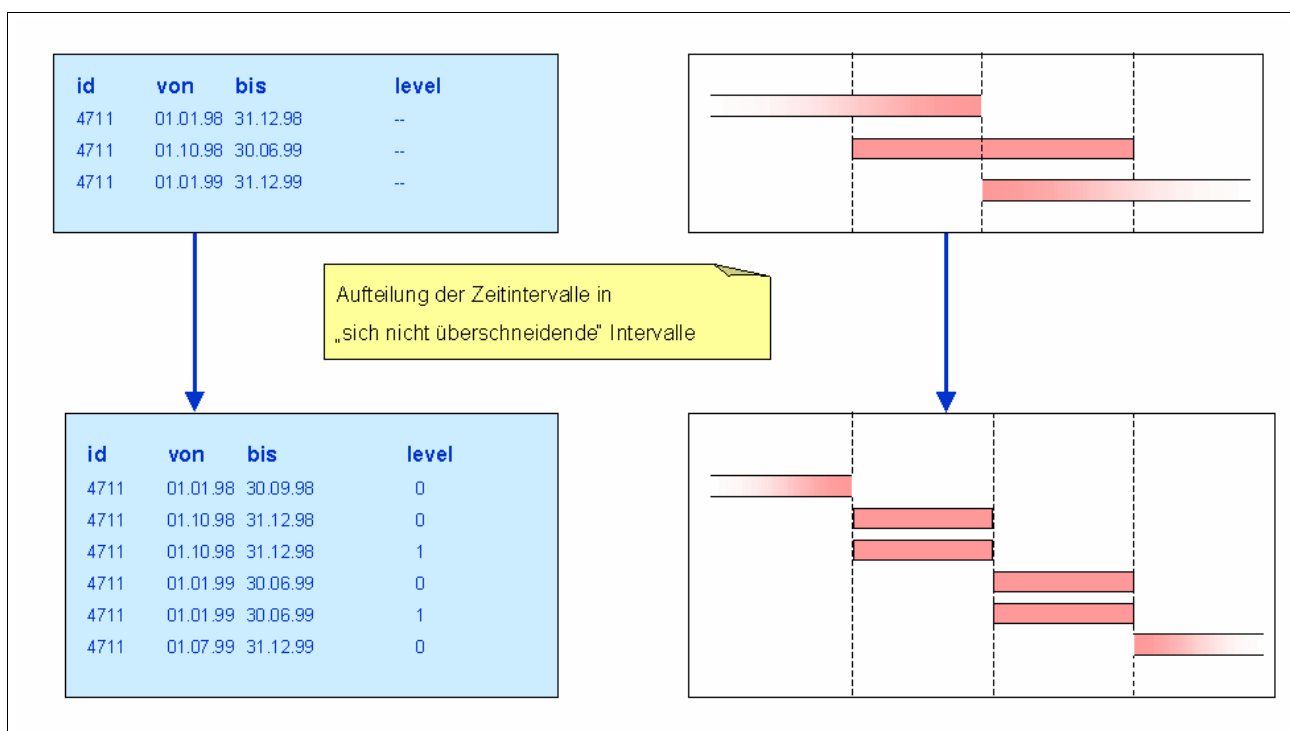 id von bis level
4711 01.01.98 31.12.98 --
4711 01.10.98 30.06.99 --
4711 01.01.99 31.12.99 --
Aufteilung der Zeitintervalle in
„sich nicht überschneidende" Intervalle
id von bis level
4711 01.01.98 30.09.98 0
4711 01.10.98 31.12.98 0
4711 01.10.98 31.12.98 1
4711 01.01.99 30.06.99 0
4711 01.01.99 30.06.99 1
4711 01.07.99 31.12.99 0